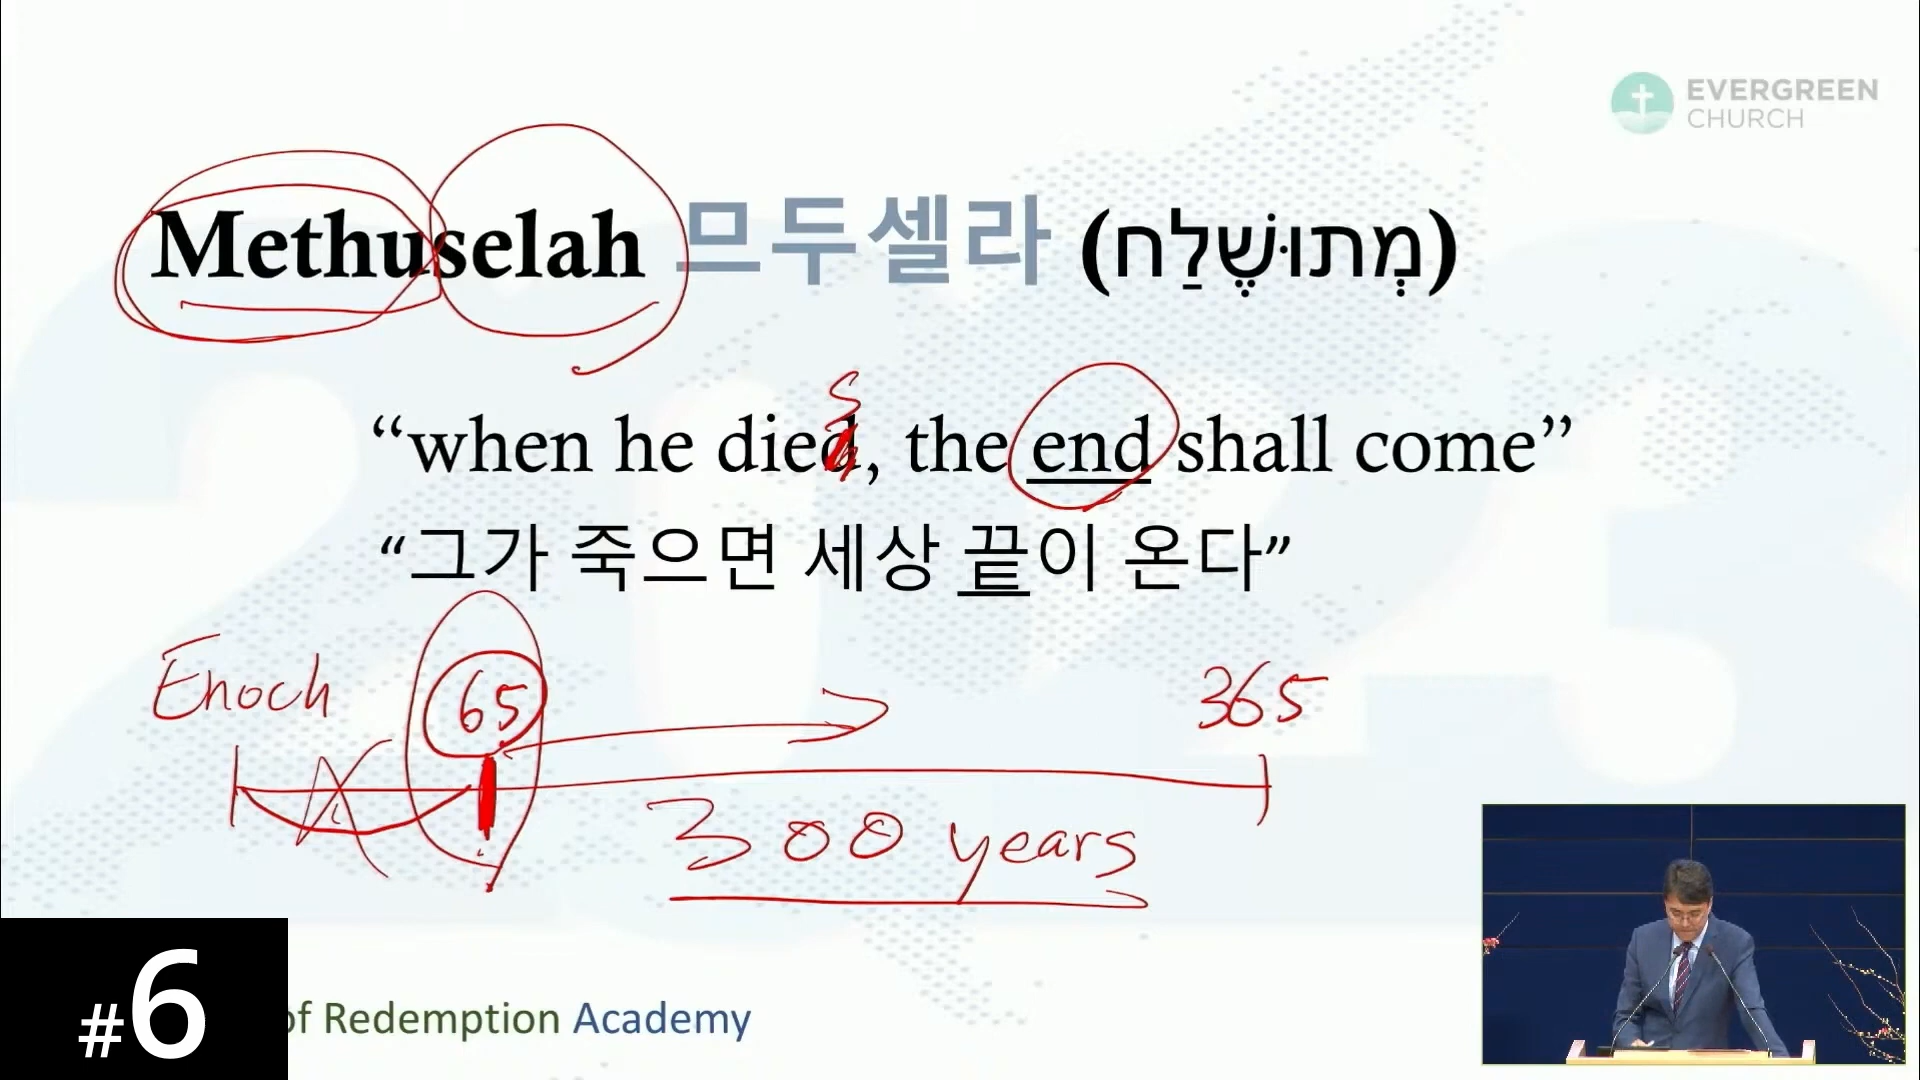 EVERGREEN
CHURCH
Methuselah 므두셀라 (מְתוּשֶׁלַח)
S
“when he died, the end shall come”
“그가 죽으면 세상 끝이 온다”
Enoch 65 365
300 years
#6 of Redemption Academy